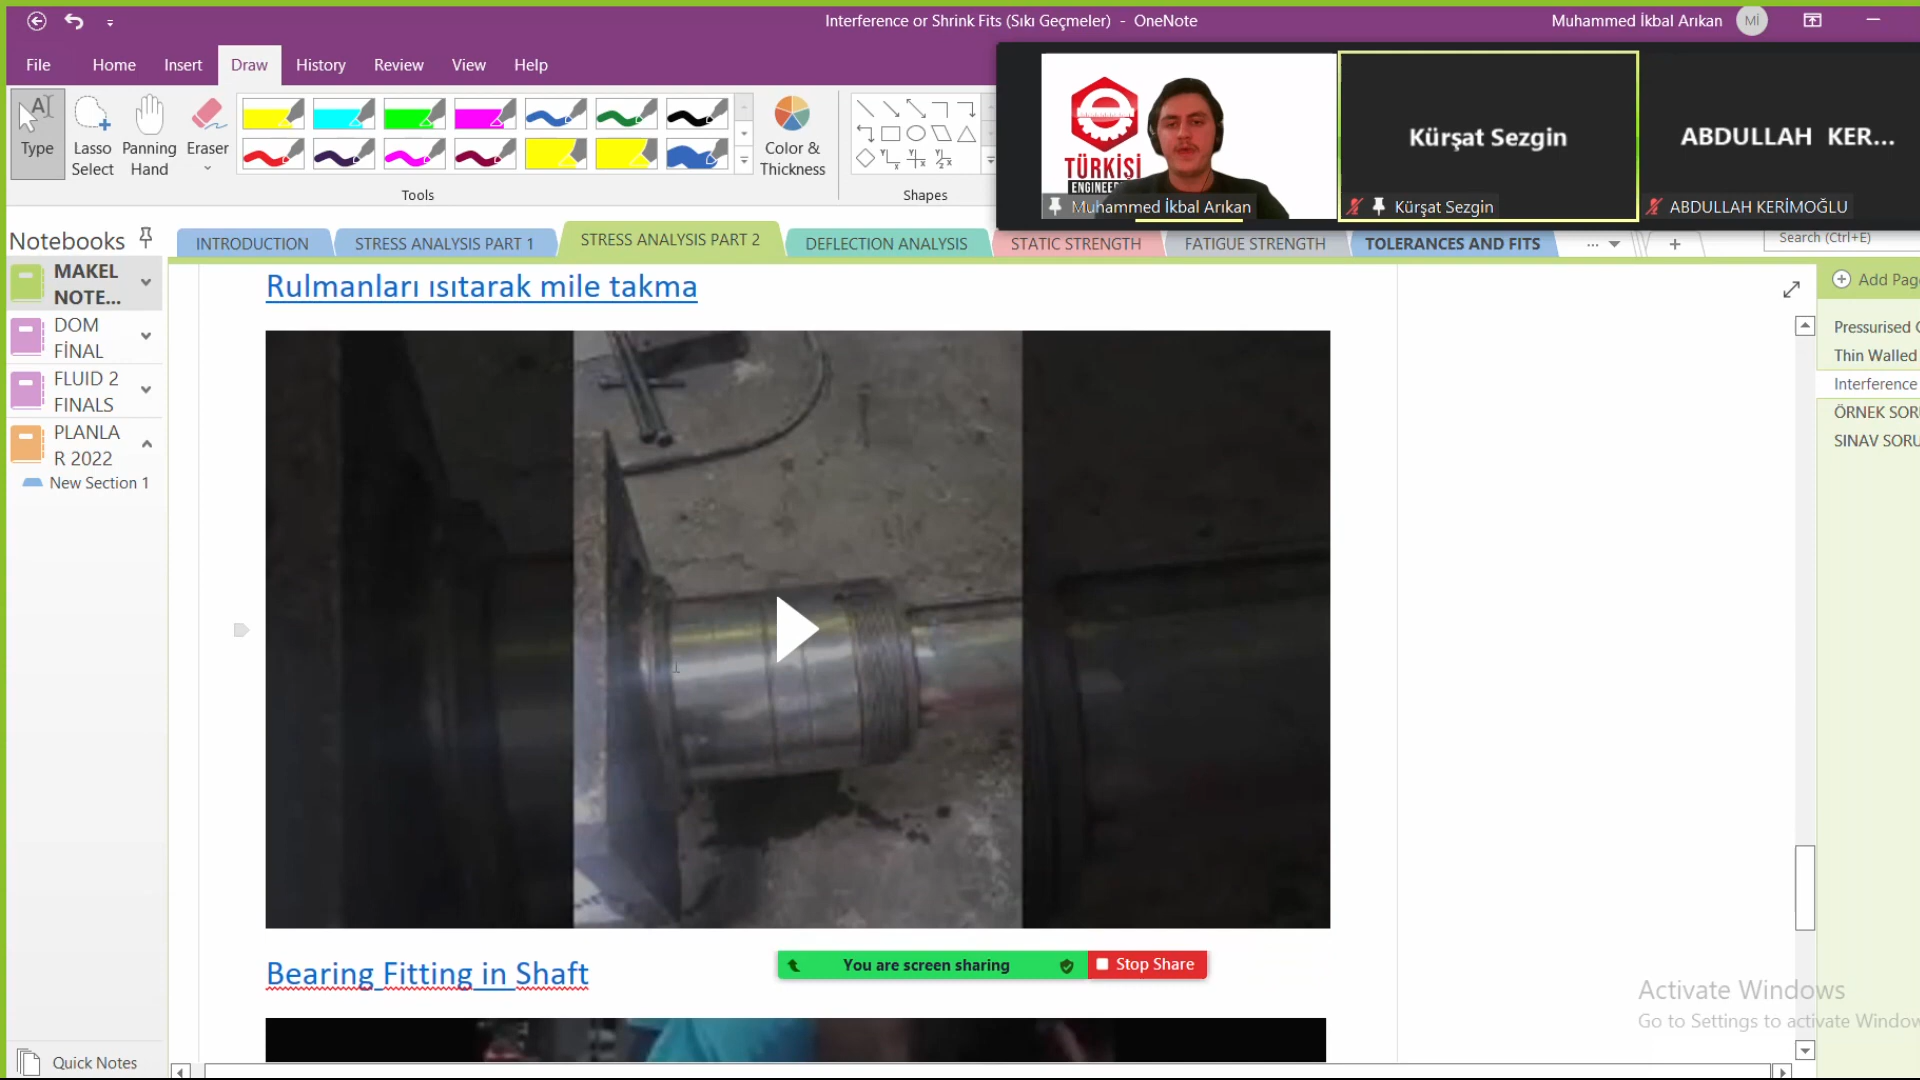 Interference or Shrink Fits (Sıkı Geçmeler) - OneNote
Muhammed İkbal Arıkan
Mİ
File
Home
Insert
Draw
History
Review
View
Help
Type
Lasso
Select
Panning
Hand
Eraser
Color &
Thickness
Tools
Shapes
TÜRKİSİ
Muhammed İkbal Arıkan
Kürşat Sezgin
Kürşat Sezgin
ABDULLAH KER...
ABDULLAH KERİMOĞLU
Notebooks
MAKEL
NOTE...
DOM
FİNAL
FLUID 2
FINALS
PLANLA
R 2022
New Section 1
Quick Notes
INTRODUCTION
STRESS ANALYSIS PART 1
STRESS ANALYSIS PART 2
DEFLECTION ANALYSIS
STATIC STRENGTH
FATIGUE STRENGTH
TOLERANCES AND FITS
...
Search (Ctrl+E)
Rulmanları ısıtarak mile takma
Bearing Fitting in Shaft
You are screen sharing
Stop Share
Add Pag
Pressurised
Thin Walled
Interference
ÖRNEK SOR
SINAV SORU
Activate Windows
Go to Settings to activate Window